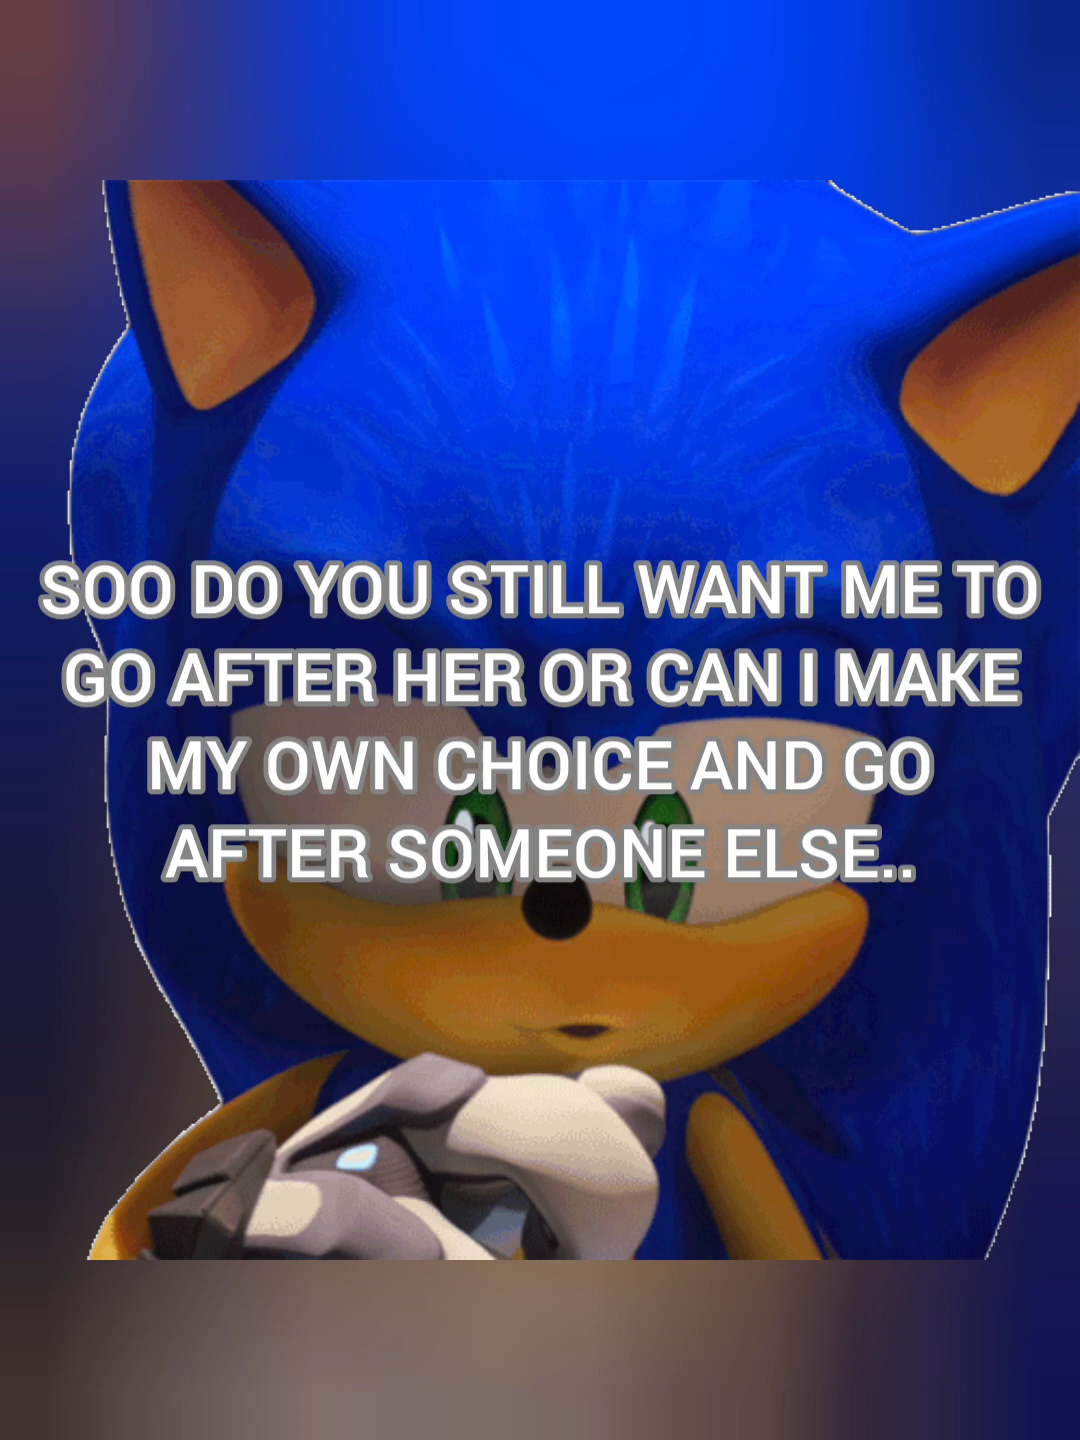 SOO DO YOU STILL WANT ME TO
GO AFTER HER OR CAN I MAKE
MY OWN CHOICE AND GO
AFTER SOMEONE ELSE..